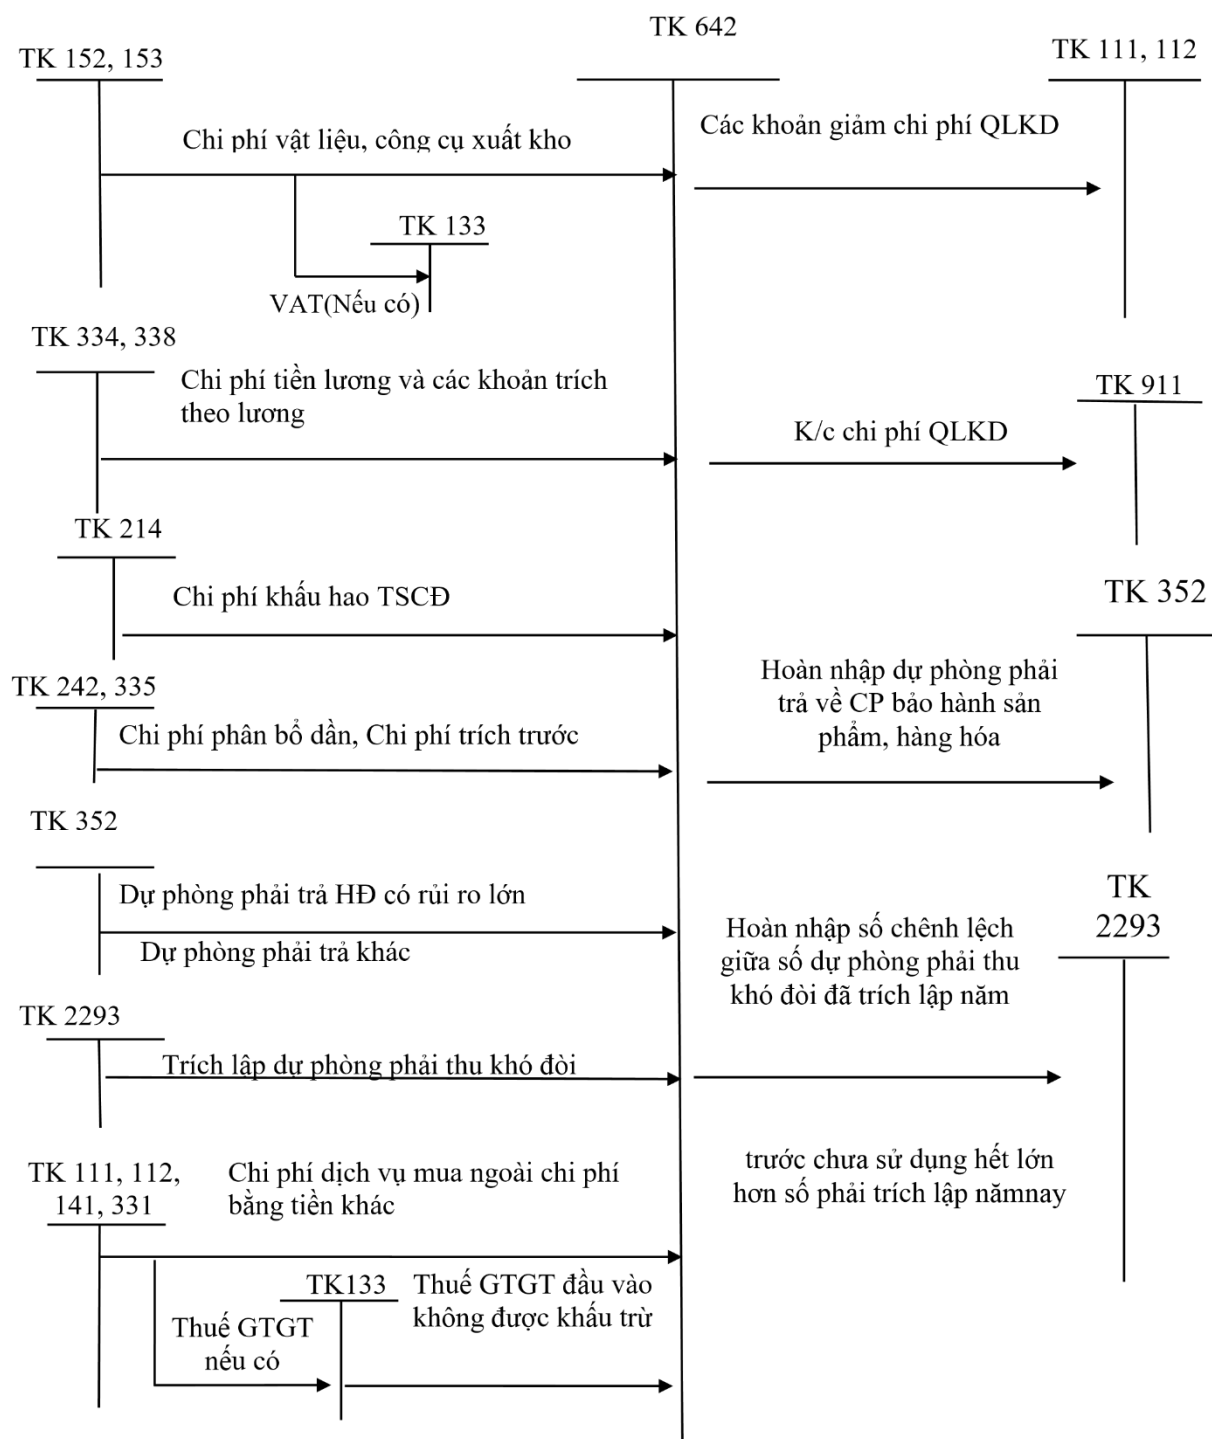 TK 642
TK 152, 153
TK 111, 112
Chi phí vật liệu, công cụ xuất kho
Các khoản giảm chi phí QLKD
TK 133
VAT(Nếu có)
TK 334, 338
Chi phí tiền lương và các khoản trích
theo lương
TK 911
K/c chi phí QLKD
TK 214
Chi phí khấu hao TSCĐ
TK 352
Hoàn nhập dự phòng phải
trả về CP bảo hành sản
phẩm, hàng hóa
TK 242, 335
Chi phí phân bổ dần, Chi phí trích trước
TK 352
Dự phòng phải trả HĐ có rủi ro lớn
Dự phòng phải trả khác
TK
2293
Hoàn nhập số chênh lệch
giữa số dự phòng phải thu
khó đòi đã trích lập năm
TK 2293
Trích lập dự phòng phải thu khó đòi
trước chưa sử dụng hết lớn
hơn số phải trích lập nămnay
TK 111, 112,
141, 331
Chi phí dịch vụ mua ngoài chi phí
bằng tiền khác
TK133
Thuế GTGT đầu vào
không được khấu trừ
Thuế GTGT
nếu có